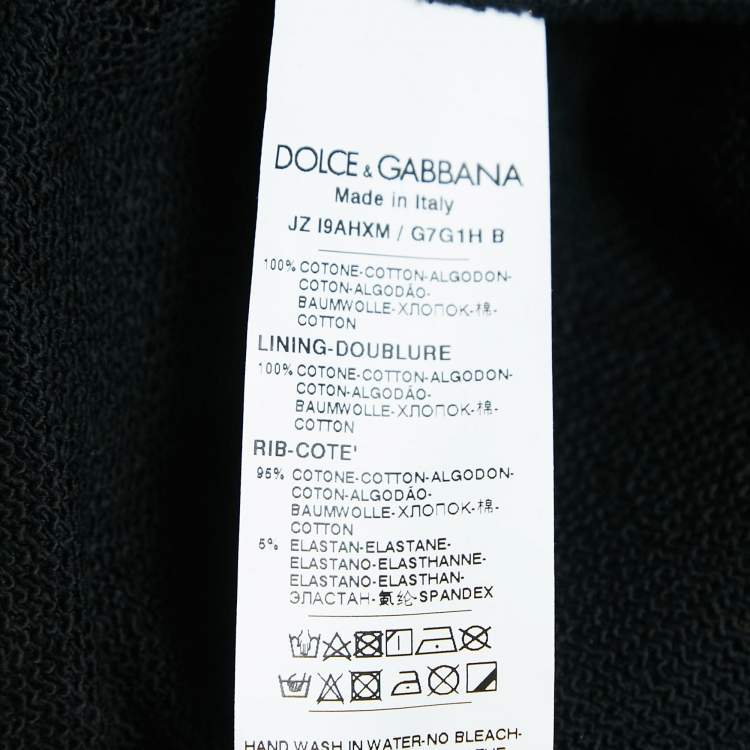 DOLCE & GABBANA
Made in Italy
JZ I9AHXM / G7G1H B
100% COTONE-COTTON-ALGODON-
COTON-ALGODÃO-
BAUMWOLLE-ХЛОПОК-棉-
COTTON
LINING-DOUBLURE
100% COTONE-COTTON-ALGODON-
COTON-ALGODÃO-
BAUMWOLLE-ХЛОПОК-棉-
COTTON
RIB-COTE'
95% COTONE-COTTON-ALGODON-
COTON-ALGODÃO-
BAUMWOLLE-ХЛОПОК-棉-
COTTON
5% ELASTAN-ELASTANE-
ELASTANO-ELASTHANNE-
ELASTANO-ELASTHAN-
ЭЛАСТАН-氨纶-SPANDEX
HAND WASH IN WATER-NO BLEACH-